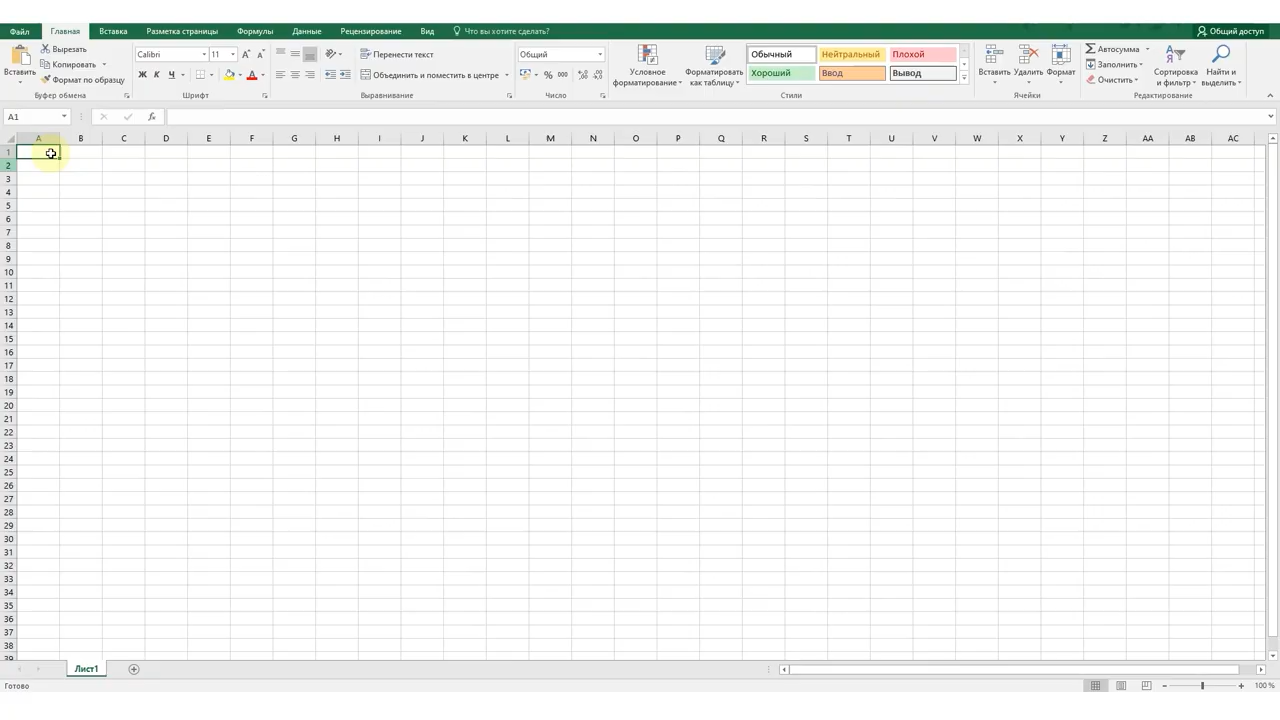 Файл Главная Вставка Разметка страницы Формулы Данные Рецензирование Вид Что вы хотите сделать? Общий доступ
Вставить Вырезать
Копировать
Формат по образцу
Буфер обмена
Calibri 11
Ж К Ч
Шрифт
Перенести текст
Объединить и поместить в центре
Выравнивание
Общий
% 000
Число
Условное форматирование
Форматировать как таблицу
Обычный Нейтральный Плохой
Хороший Ввод Вывод
Стили
Вставить Удалить Формат
Ячейки
Автосумма
Заполнить
Очистить
Сортировка и фильтр
Найти и выделить
Редактирование
A1 fx
A B C D E F G H I J K L M N O P Q R S T U V W X Y Z AA AB AC
1
2
3
4
5
6
7
8
9
10
11
12
13
14
15
16
17
18
19
20
21
22
23
24
25
26
27
28
29
30
31
32
33
34
35
36
37
38
39
Лист1
Готово 100 %